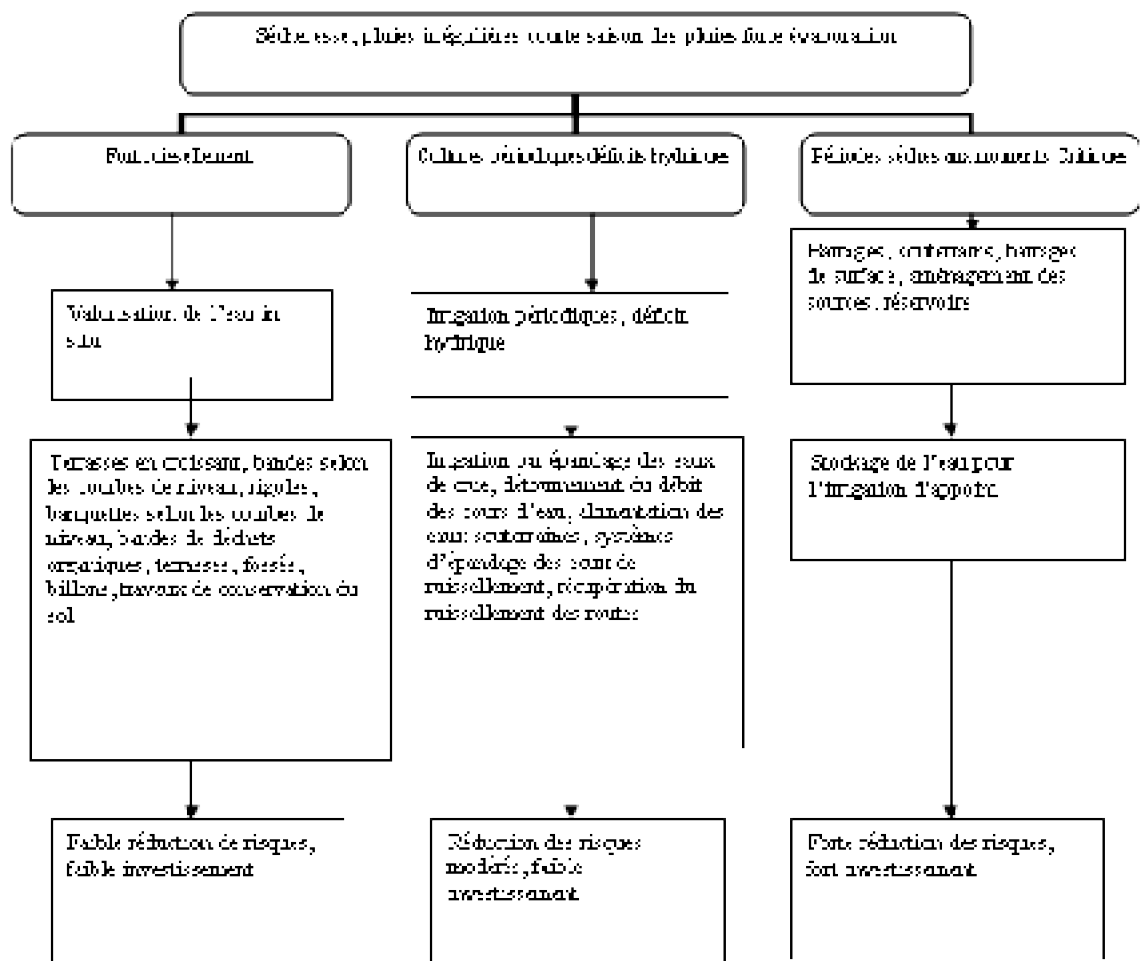 Sécheresse, pluies irrégulières courte saison des pluies forte évaporation
Fort ruissellement
Cultures périodiques déficits hydrique
Périodes sèches aux moments Critique
Barrages, souterrains, barrages
de surface, aménagement des
sources, réservoirs
Valorisation de l'eau in
situ
Irrigation périodiques, déficit
hydrique
Terrasses en croissant, bandes selon
les courbes de niveau, rigoles,
banquettes selon les courbes de
niveau, bandes de déchets
organiques, terrasses, fossés,
billons, travaux de conservation du
sol
Irrigation par épandage des eaux
de crue, détournement du débit
des cours d'eau, alimentation des
eaux souterraines, systèmes
d'épandage des eaux de
ruissellement, récupération du
ruissellement des routes
Stockage de l'eau pour
l'irrigation d'appoint
Faible réduction de risques,
faible investissement
Réduction des risques
modérés, faible
investissement
Forte réduction des risques,
fort investissement